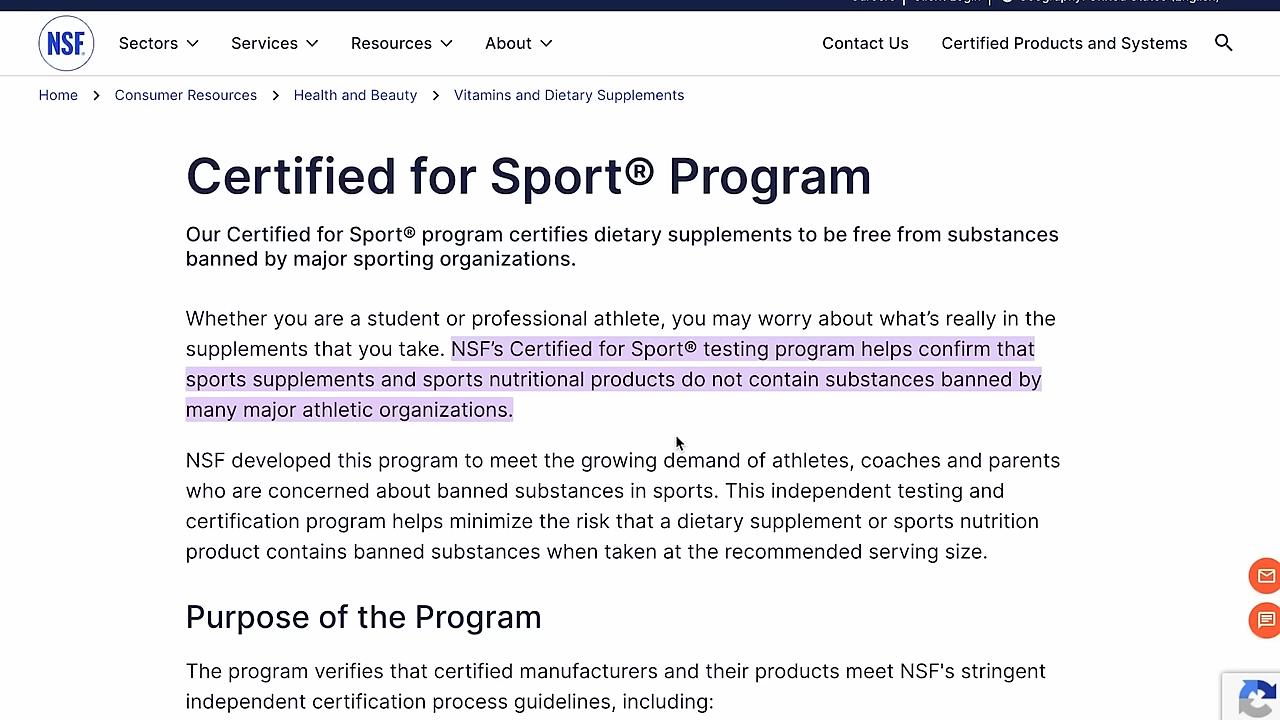 NSF
Sectors
Services
Resources
About
Contact Us
Certified Products and Systems
Home > Consumer Resources > Health and Beauty > Vitamins and Dietary Supplements
Certified for Sport® Program
Our Certified for Sport® program certifies dietary supplements to be free from substances
banned by major sporting organizations.
Whether you are a student or professional athlete, you may worry about what’s really in the
supplements that you take. NSF’s Certified for Sport® testing program helps confirm that
sports supplements and sports nutritional products do not contain substances banned by
many major athletic organizations.
NSF developed this program to meet the growing demand of athletes, coaches and parents
who are concerned about banned substances in sports. This independent testing and
certification program helps minimize the risk that a dietary supplement or sports nutrition
product contains banned substances when taken at the recommended serving size.
Purpose of the Program
The program verifies that certified manufacturers and their products meet NSF's stringent
independent certification process guidelines, including: